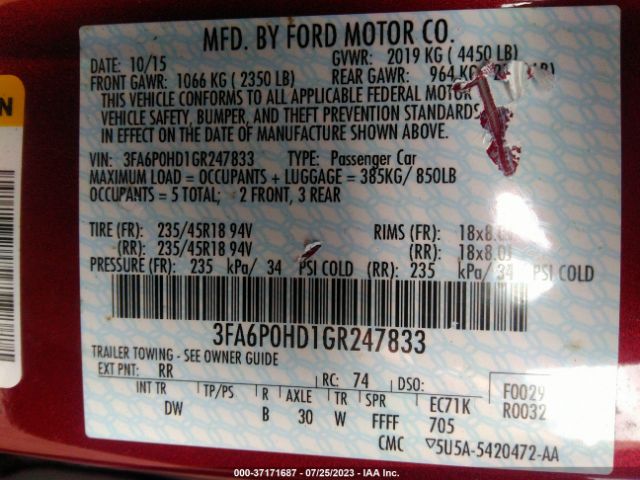 MFD. BY FORD MOTOR CO.
DATE: 10/15 GVWR: 2019 KG ( 4450 LB)
FRONT GAWR: 1066 KG ( 2350 LB) REAR GAWR: 964 KG
THIS VEHICLE CONFORMS TO ALL APPLICABLE FEDERAL MOTOR
VEHICLE SAFETY, BUMPER, AND THEFT PREVENTION STANDARDS
IN EFFECT ON THE DATE OF MANUFACTURE SHOWN ABOVE.
VIN: 3FA6P0HD1GR247833 TYPE: Passenger Car
MAXIMUM LOAD = OCCUPANTS + LUGGAGE = 385KG/ 850LB
OCCUPANTS = 5 TOTAL; 2 FRONT, 3 REAR
TIRE (FR): 235/45R18 94V RIMS (FR): 18x8.0J
(RR): 235/45R18 94V (RR): 18x8.0J
PRESSURE (FR): 235 kPa/ 34 PSI COLD (RR): 235 kPa/ 34 PSI COLD
3FA6P0HD1GR247833
TRAILER TOWING - SEE OWNER GUIDE
EXT PNT: RR RC: 74 DSO: F0029
INT TR TP/PS R AXLE TR SPR EC71K R0032
DW B 30 W FFFF 705
CMC 5U5A-5420472-AA
000-37171687 - 07/25/2023 - IAA Inc.